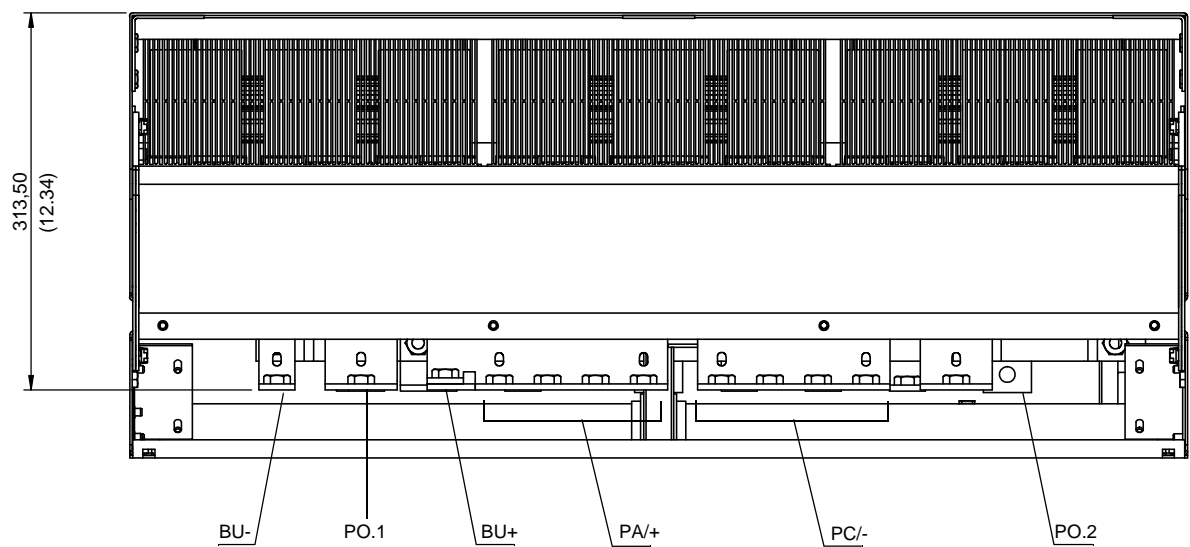 313,50
(12.34)
BU-
PO.1
BU+
PA/+
PC/-
PO.2